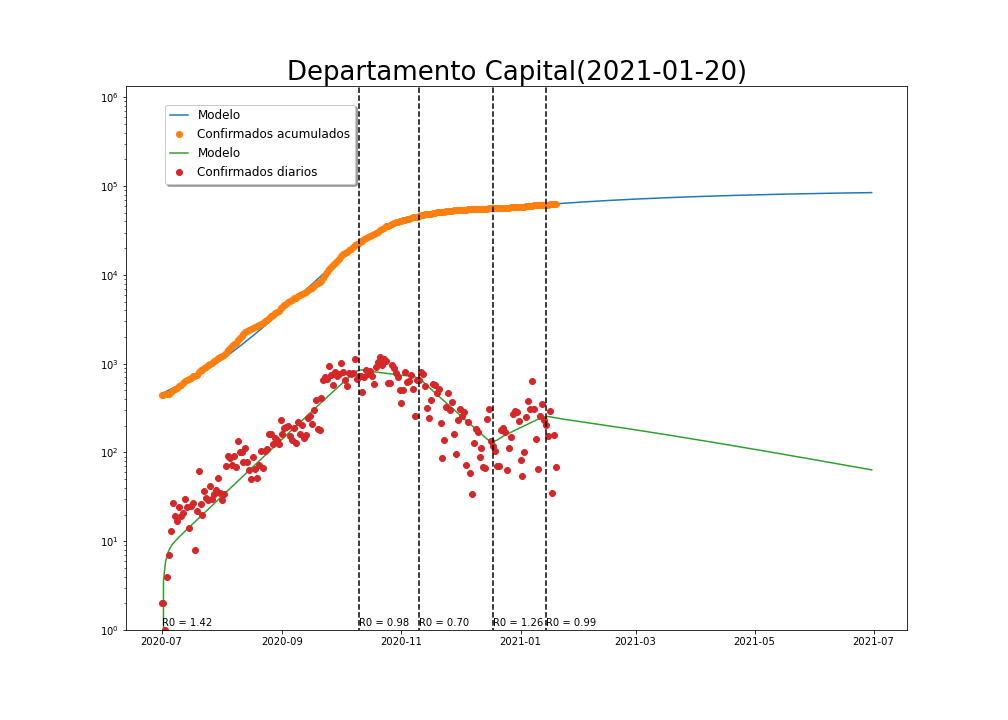 Departamento Capital(2021-01-20)
10⁶
10⁵
10⁴
10³
10²
10¹
10⁰
Modelo
Confirmados acumulados
Modelo
Confirmados diarios
R0 = 1.42
R0 = 0.98
R0 = 0.70
R0 = 1.26
R0 = 0.99
2020-07
2020-09
2020-11
2021-01
2021-03
2021-05
2021-07